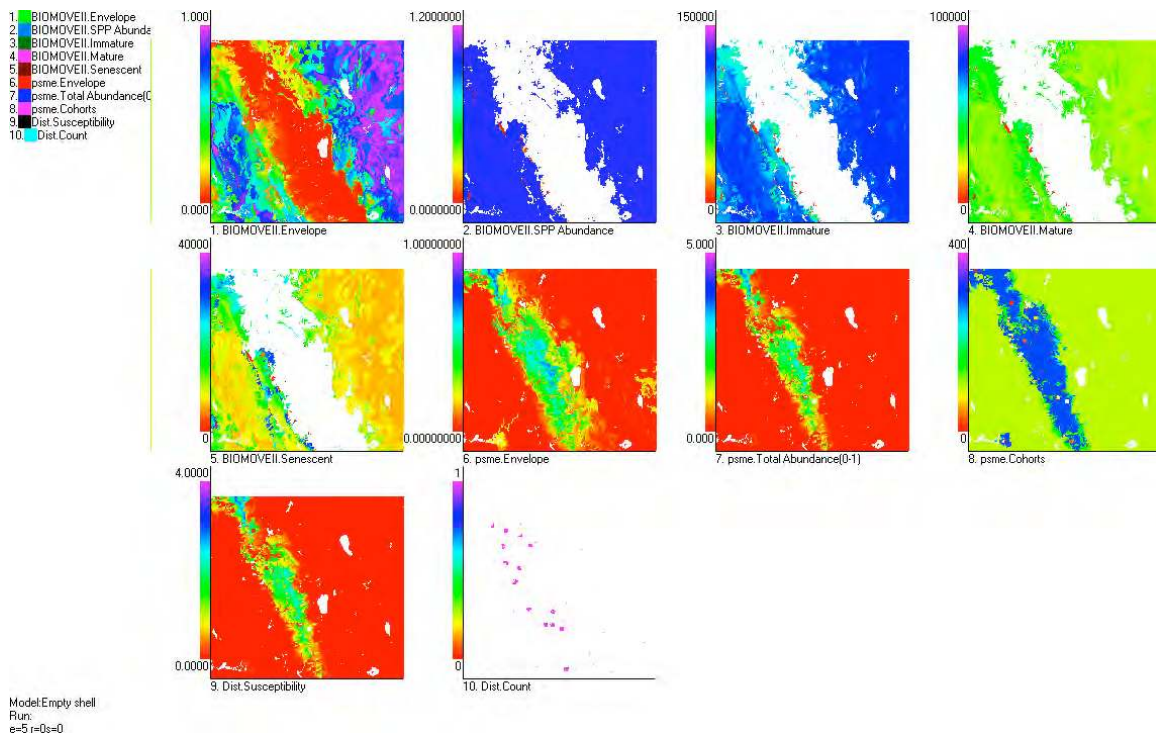 1. BIOMOVEII.Envelope
2. BIOMOVEII.SPP Abunda
3. BIOMOVEII.Immature
4. BIOMOVEII.Mature
5. BIOMOVEII.Senescent
6. psme.Envelope
7. psme.Total Abundance(0
8. psme.Cohorts
9. Dist.Susceptibility
10. Dist.Count
1.000
0.000
1. BIOMOVEII.Envelope
1.2000000
0.0000000
2. BIOMOVEII.SPP Abundance
150000
0
3. BIOMOVEII.Immature
100000
0
4. BIOMOVEII.Mature
40000
0
5. BIOMOVEII.Senescent
1.00000000
0.00000000
6. psme.Envelope
5.000
0.000
7. psme.Total Abundance(0-1)
400
0
8. psme.Cohorts
4.0000
0.0000
9. Dist.Susceptibility
1
0
10. Dist.Count
Model:Empty shell
Run:
e=5 r=0s=0